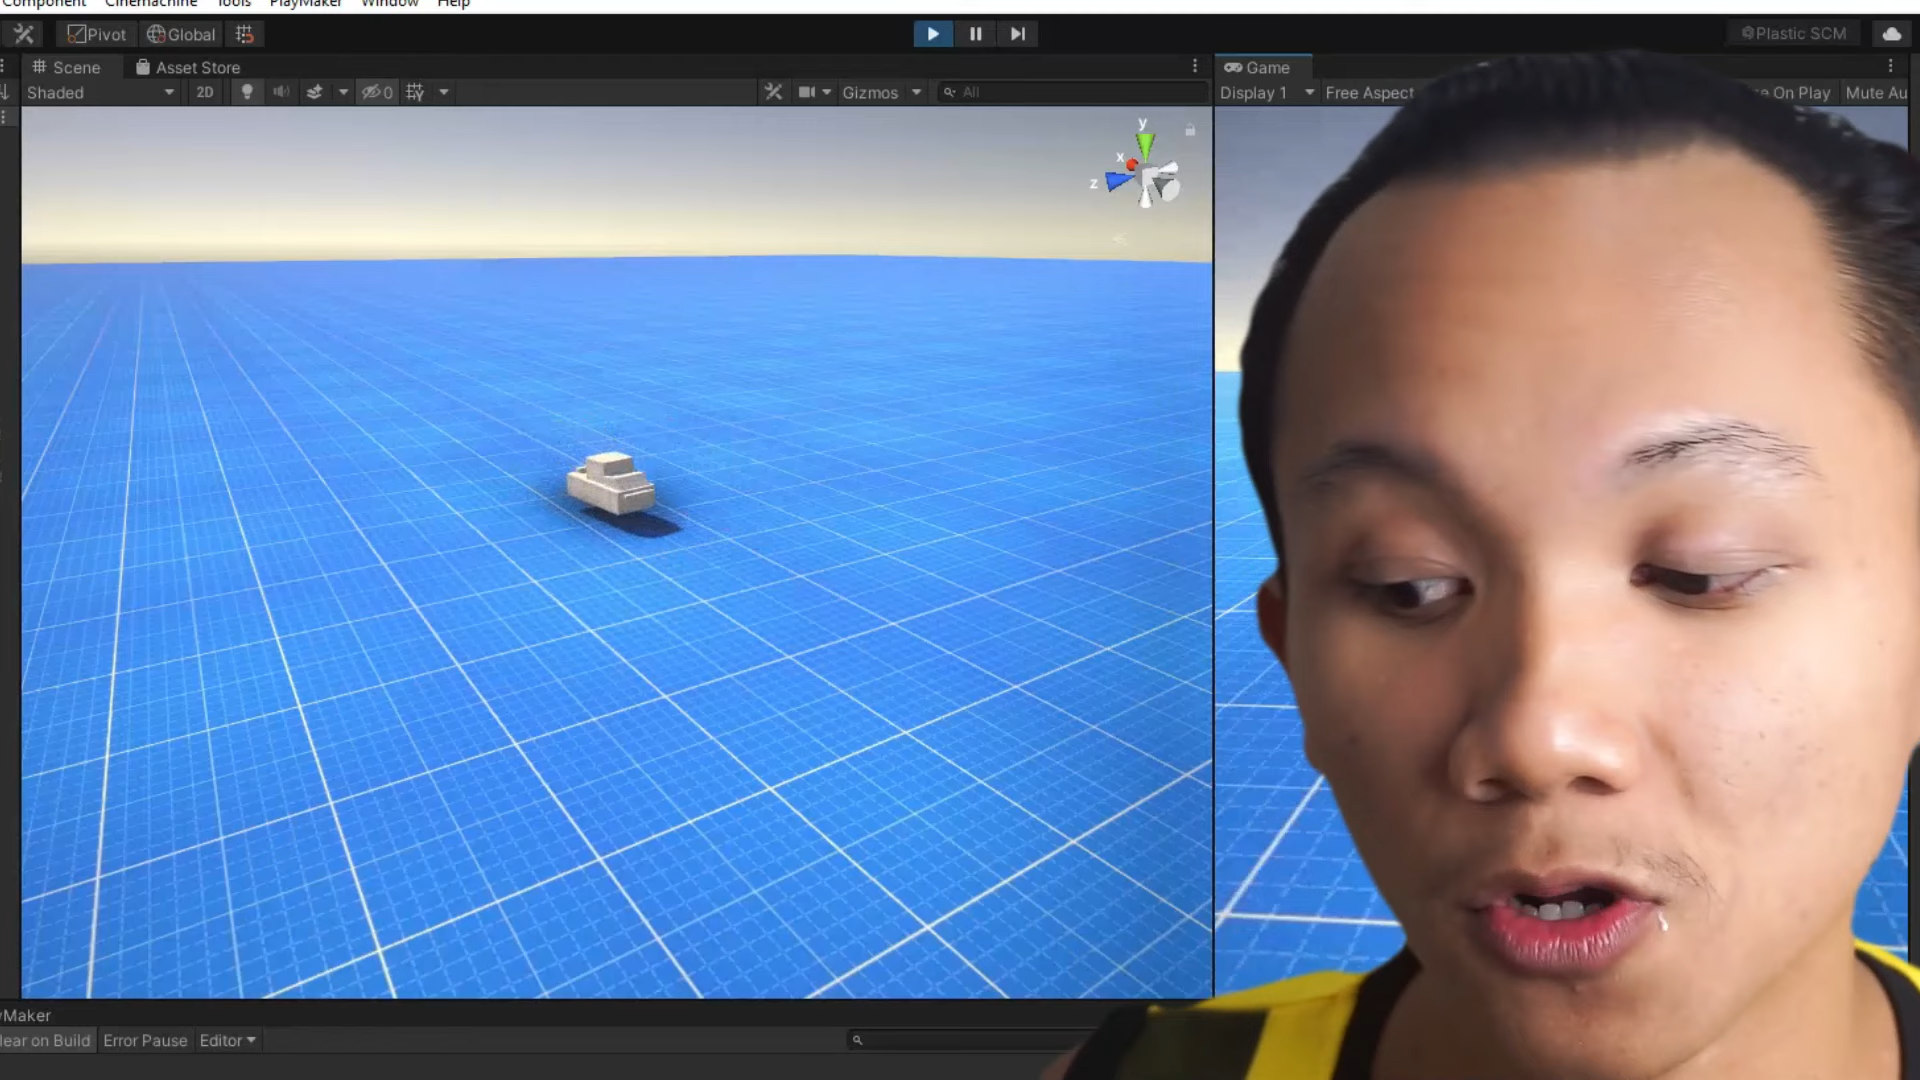 Component Cinemachine Tools PlayMaker Window Help
Pivot Global Plastic SCM
Scene Asset Store Game
Shaded 2D 0 Gizmos All Display 1 Free Aspect On Play Mute Au
y
x
z
Maker
lear on Build Error Pause Editor